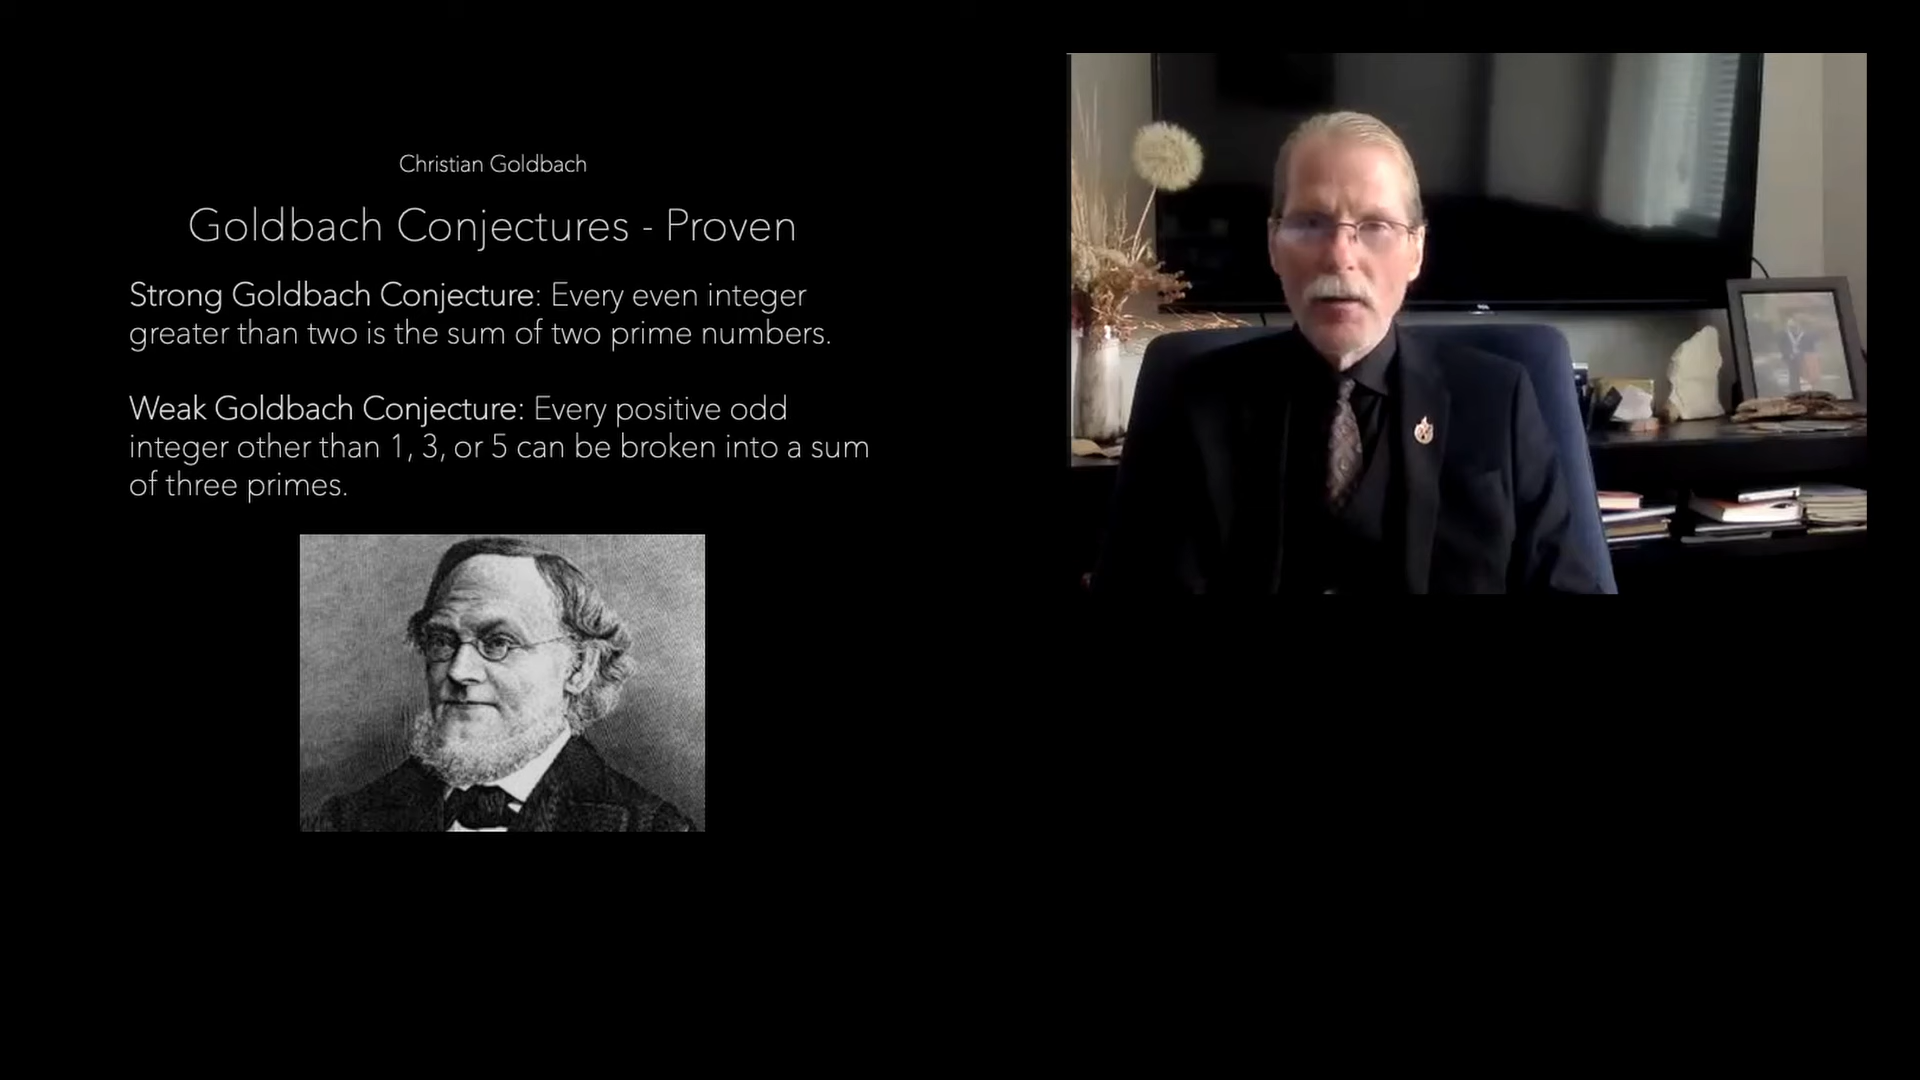 Christian Goldbach
Goldbach Conjectures - Proven
Strong Goldbach Conjecture: Every even integer
greater than two is the sum of two prime numbers.
Weak Goldbach Conjecture: Every positive odd
integer other than 1, 3, or 5 can be broken into a sum
of three primes.